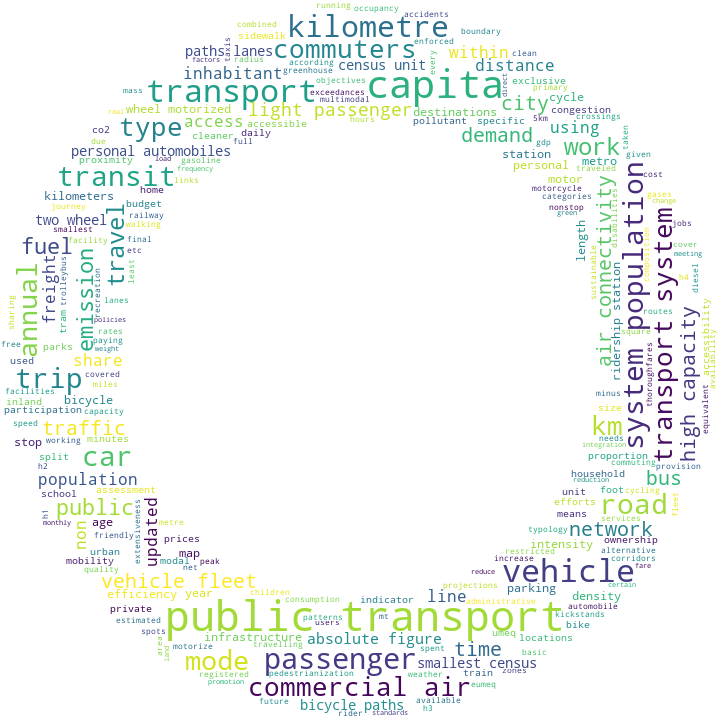 running
occupancy
combined
kilometre
accidents
sidewalk
taxis
enforced
boundary
paths lanes
commuters
within
clean
factors
radius
according
census unit
distance
every
inhabitant
greenhouse
exclusive
primary
mass
transport
objectives
capita
direct
exceedances
multimodal
city
cycle
wheel motorized
light passenger
destinations
congestion
crossings
real
type
access
accessible
hours
pollutant
specific
5km
using
co2
cleaner
daily
demand
gdp
taken
due
full
work
personal automobiles
station
metro
given
proximity
load
gasoline
personal
traveled
cost
transit
frequency
motor
categories
motorcycle
gases
change
kilometers
home
links
nonstop
green
journey
budget
walking
disabilities
jobs
two wheel
railway
smallest
travel
length
system population
transport system
fuel
facility
final
air connectivity
composition
cover
meeting
freight
etc
emission
least
recreation
sustainable
h4
diesel
annual
tram
trolleybus
lanes
ridership station
routes
accessibility
availability
sharing
policies
square
high capacity
free
parks
rates
paying
weight
thoroughfares
equivalent
used
share
covered
miles
trip
facilities
inland
bicycle
minus
participation
capacity
size
km
speed
traffic
minutes
needs
integration
stop
working
car
proportion
commuting
provision
split
h2
population
household
reduction
bus
school
assessment
unit
foot
cycling
h1
public
extensiveness
metre
efforts
means
services
road
fleet
monthly
non
age
updated
prices
typology
network
ownership
friendly
map
peak
intensity
restricted
alternative
urban
modal
corridors
mobility
net
increase
fare
quality
vehicle fleet
reduce
vehicle
children
projections
parking
certain
efficiency
year
consumption
indicator
line
administrative
density
automobile
private
public transport
kickstands
estimated
patterns
mt
bike
spots
users
infrastructure
absolute figure
umeq
locations
area
land
motorize
travelling
spent
time
basic
mode
passenger
smallest census
registered
pedestrianization
weather
train
zones
promotion
commercial air
eumeq
future
bicycle paths
available
rider
standards
h3